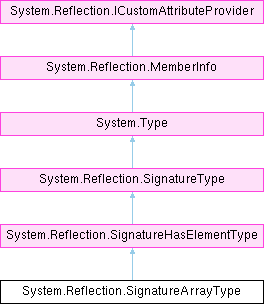 System.Reflection.ICustomAttributeProvider
System.Reflection.MemberInfo
System.Type
System.Reflection.SignatureType
System.Reflection.SignatureHasElementType
System.Reflection.SignatureArrayType